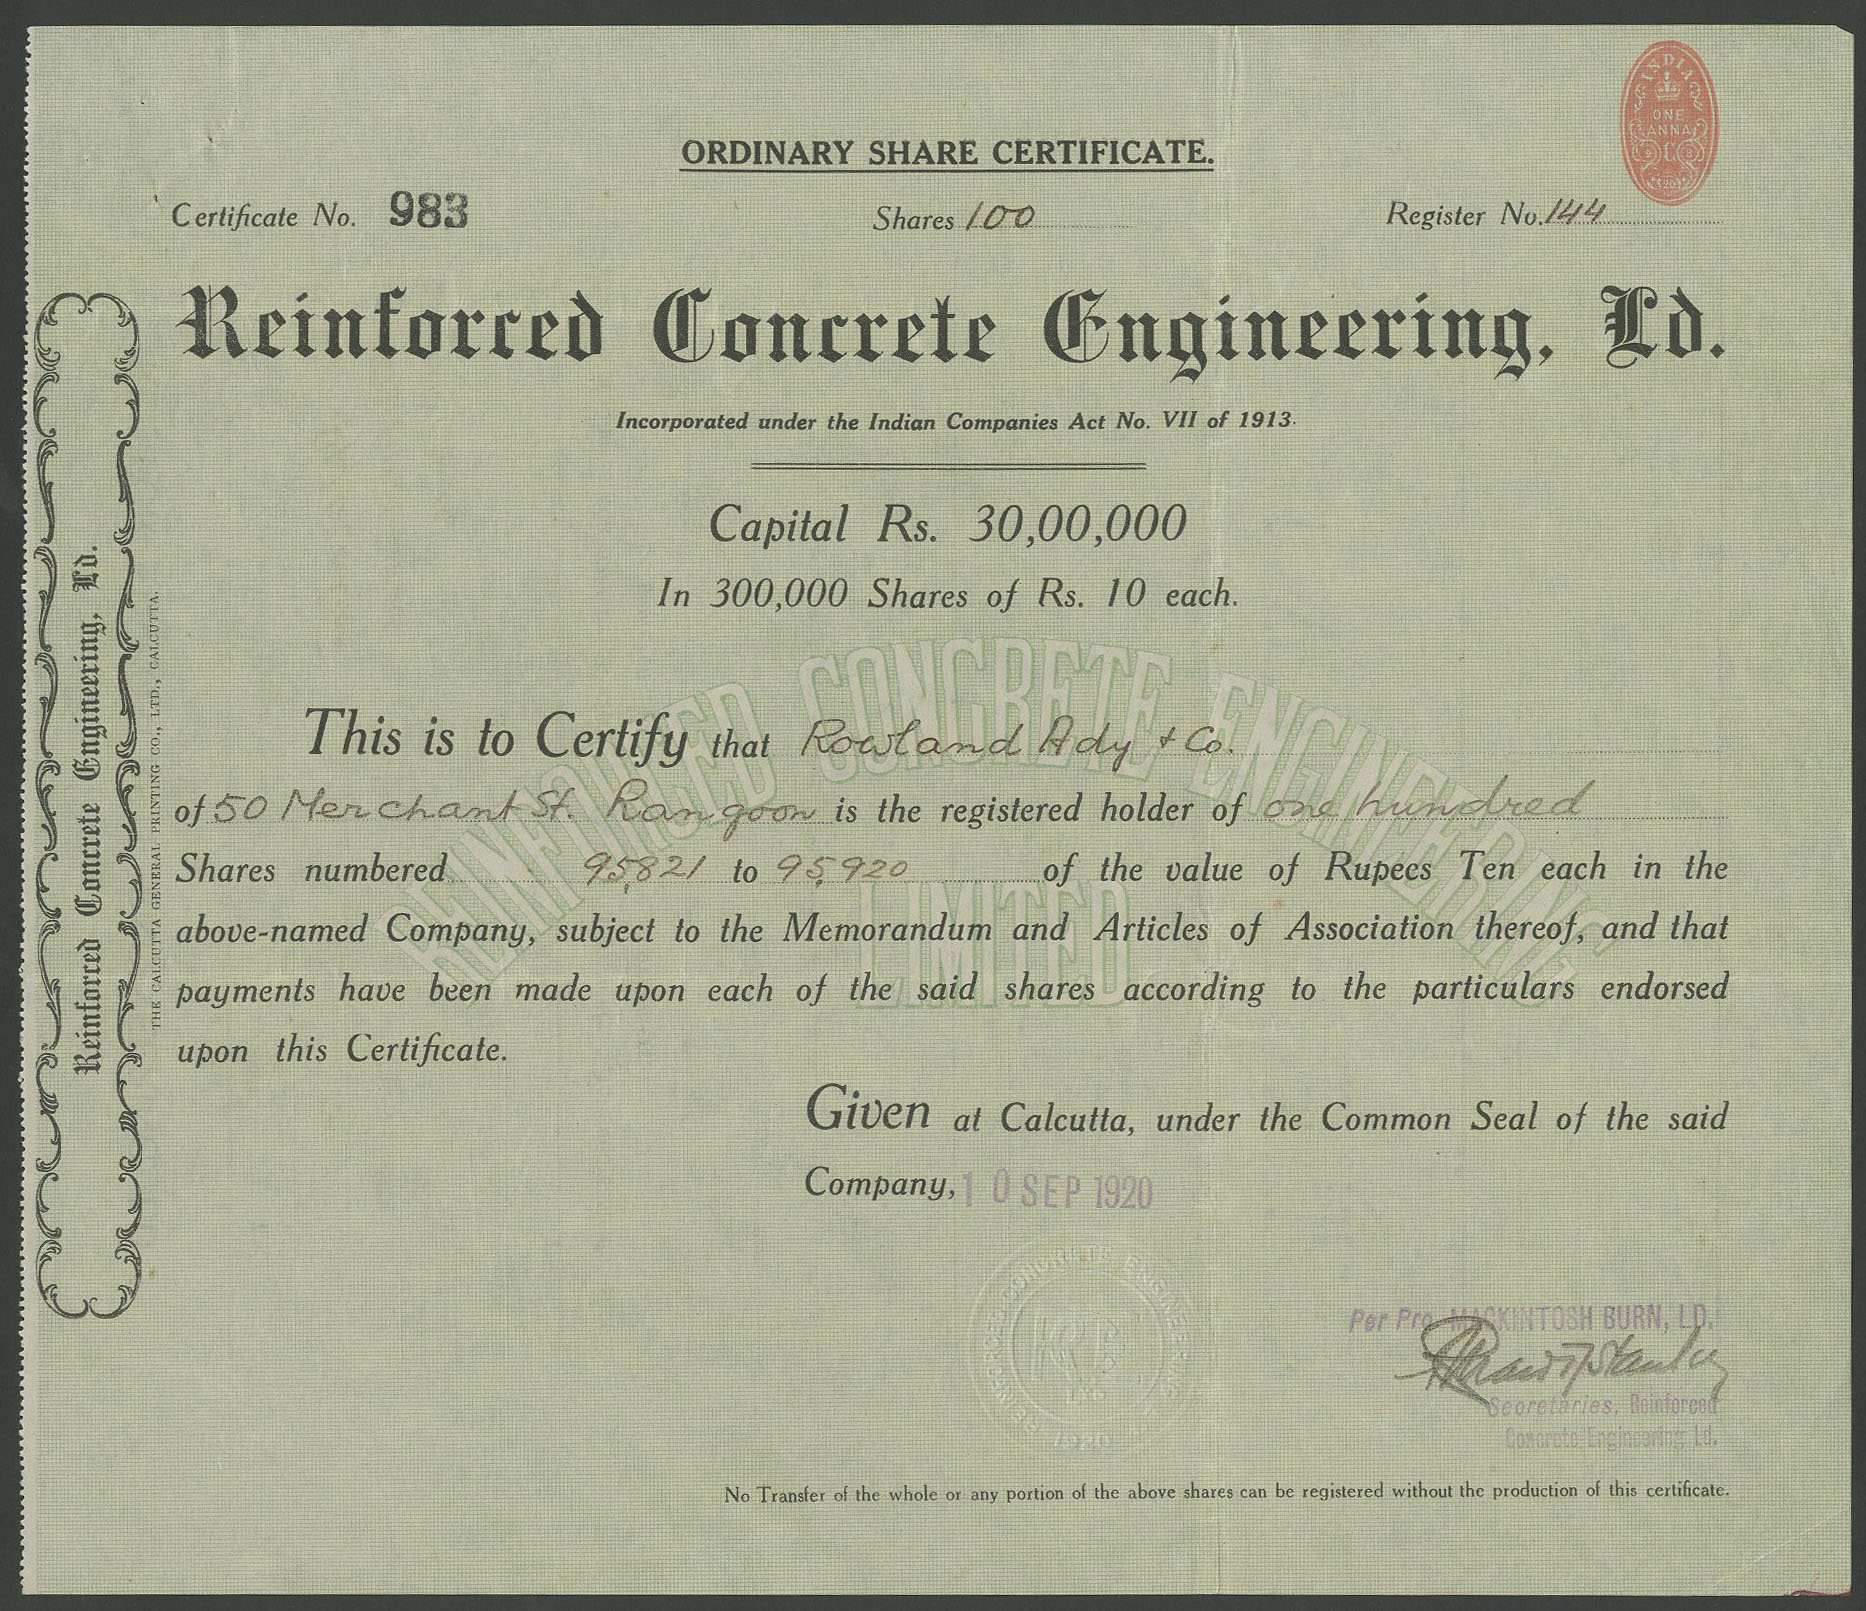 INDIA
ONE
ANNA
ORDINARY SHARE CERTIFICATE.
Certificate No. 983 Shares 100 Register No. 144
Reinforced Concrete Engineering, Ld.
Incorporated under the Indian Companies Act No. VII of 1913.
Capital Rs. 30,00,000
In 300,000 Shares of Rs. 10 each.
REINFORCED CONCRETE ENGINEERING
LIMITED
This is to Certify that Rowland Ady & Co.
of 50 Merchant St. Rangoon is the registered holder of one hundred
Shares numbered 95,821 to 95,920 of the value of Rupees Ten each in the
above-named Company, subject to the Memorandum and Articles of Association thereof, and that
payments have been made upon each of the said shares according to the particulars endorsed
upon this Certificate.
Given at Calcutta, under the Common Seal of the said
Company, 10 SEP 1920
REINFORCED CONCRETE ENGINEERING
RCE
LTD
1920
Per Pro MACKINTOSH BURN, LD.
Secretaries, Reinforced
Concrete Engineering Ld.
No Transfer of the whole or any portion of the above shares can be registered without the production of this certificate.
Reinforced Concrete Engineering, Ld.
THE CALCUTTA GENERAL PRINTING CO., LTD., CALCUTTA.